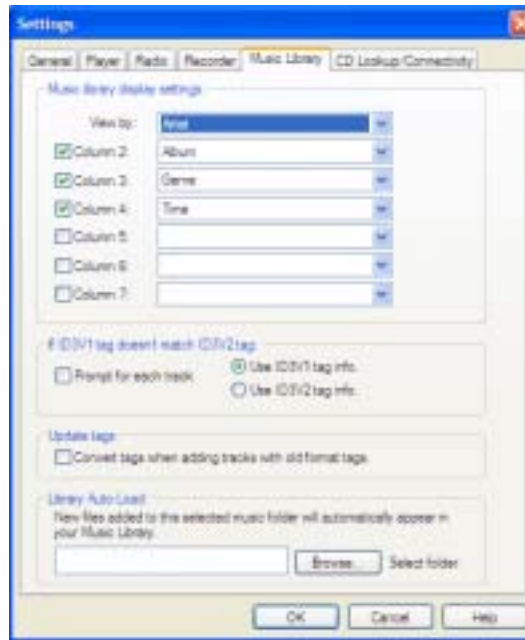 Settings
General Player Radio Recorder Music Library CD Lookup/Connectivity
Music library display settings
View by: Artist
Column 2: Album
Column 3: Genre
Column 4: Time
Column 5:
Column 6:
Column 7:
If ID3V1 tag doesn't match ID3V2 tag:
Prompt for each track
Use ID3V1 tag info.
Use ID3V2 tag info.
Update tags
Convert tags when adding tracks with old format tags.
Library Auto Load
New files added to this selected music folder will automatically appear in
your Music Library.
Browse... Select folder
OK Cancel Help